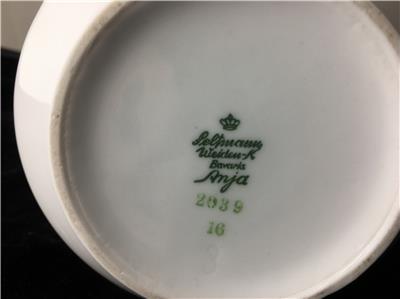 Seltmann
Weiden-K
Bavaria
Anja
2039
16